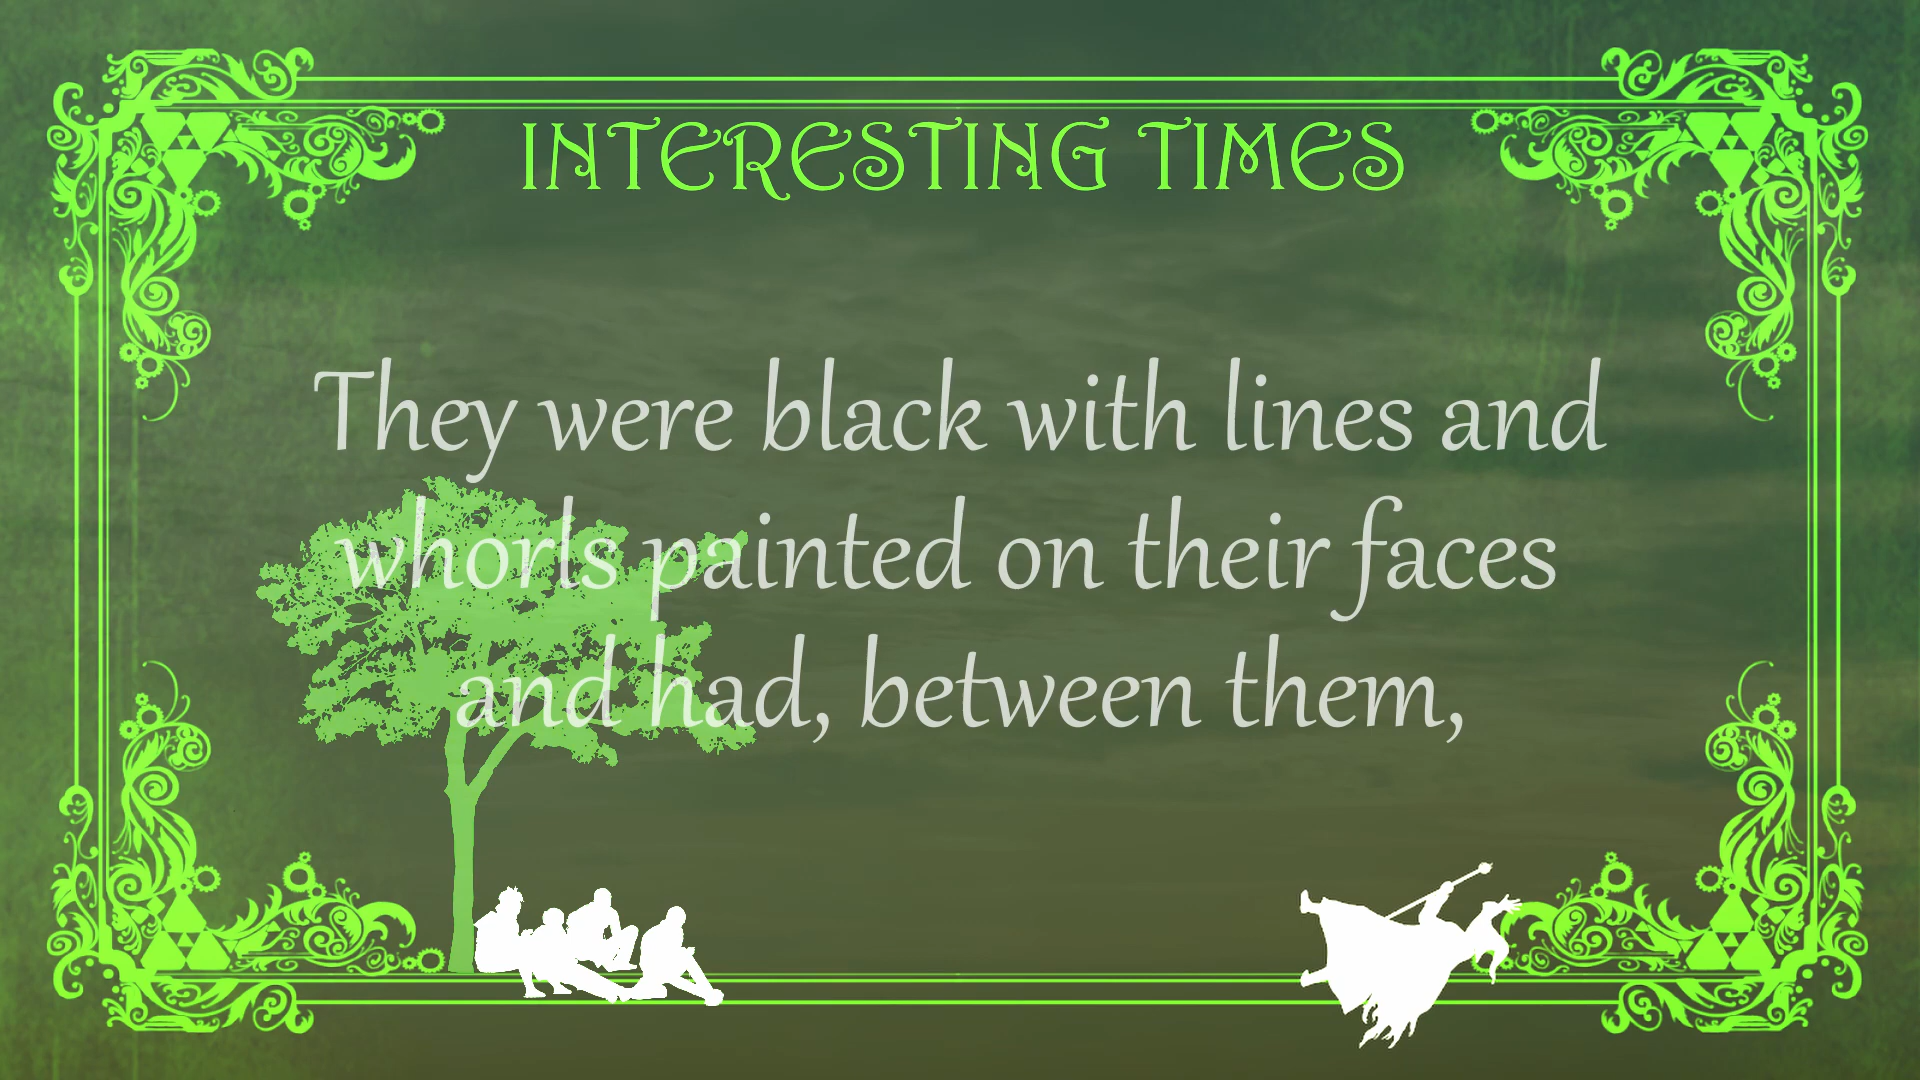 INTERESTING TIMES
They were black with lines and
whorls painted on their faces
and had, between them,